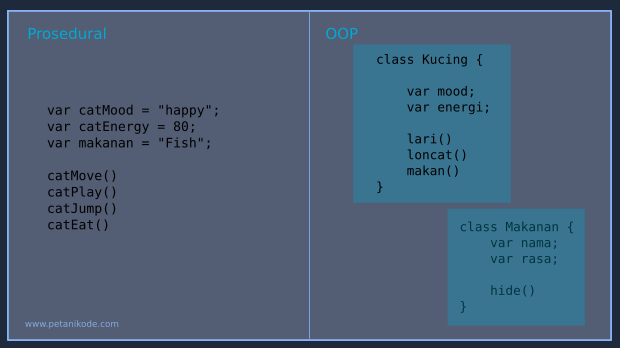 Prosedural
var catMood = "happy";
var catEnergy = 80;
var makanan = "Fish";
catMove()
catPlay()
catJump()
catEat()
www.petanikode.com
OOP
class Kucing {
var mood;
var energi;
lari()
loncat()
makan()
}
class Makanan {
var nama;
var rasa;
hide()
}